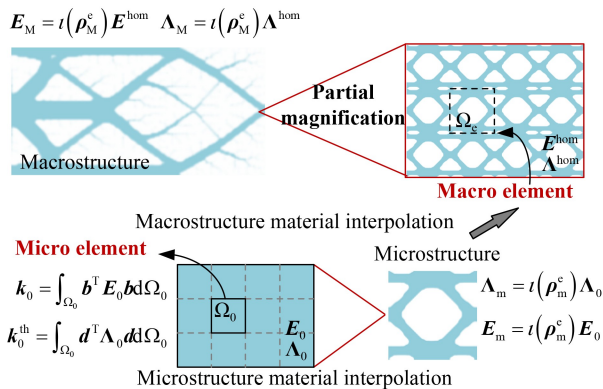 E_M = ι(ρ_M^e) E^hom Λ_M = ι(ρ_M^e) Λ^hom
Partial
magnification
Macrostructure
Ω_e
E^hom
Λ^hom
Macro element
Macrostructure material interpolation
Micro element
Microstructure
k_0 = ∫_Ω_0 b^T E_0 b dΩ_0
k_0^th = ∫_Ω_0 d^T Λ_0 d dΩ_0
Ω_0
E_0
Λ_0
Λ_m = ι(ρ_m^e) Λ_0
E_m = ι(ρ_m^e) E_0
Microstructure material interpolation